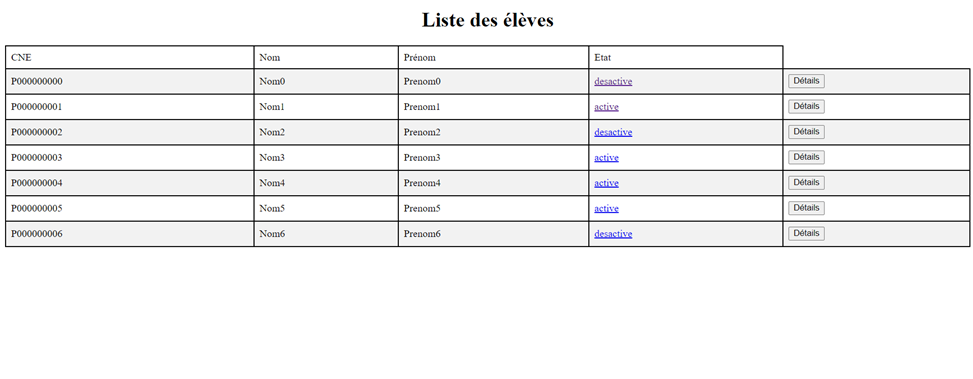 Liste des élèves
CNE Nom Prénom Etat
P000000000 Nom0 Prenom0 desactive Détails
P000000001 Nom1 Prenom1 active Détails
P000000002 Nom2 Prenom2 desactive Détails
P000000003 Nom3 Prenom3 active Détails
P000000004 Nom4 Prenom4 active Détails
P000000005 Nom5 Prenom5 active Détails
P000000006 Nom6 Prenom6 desactive Détails